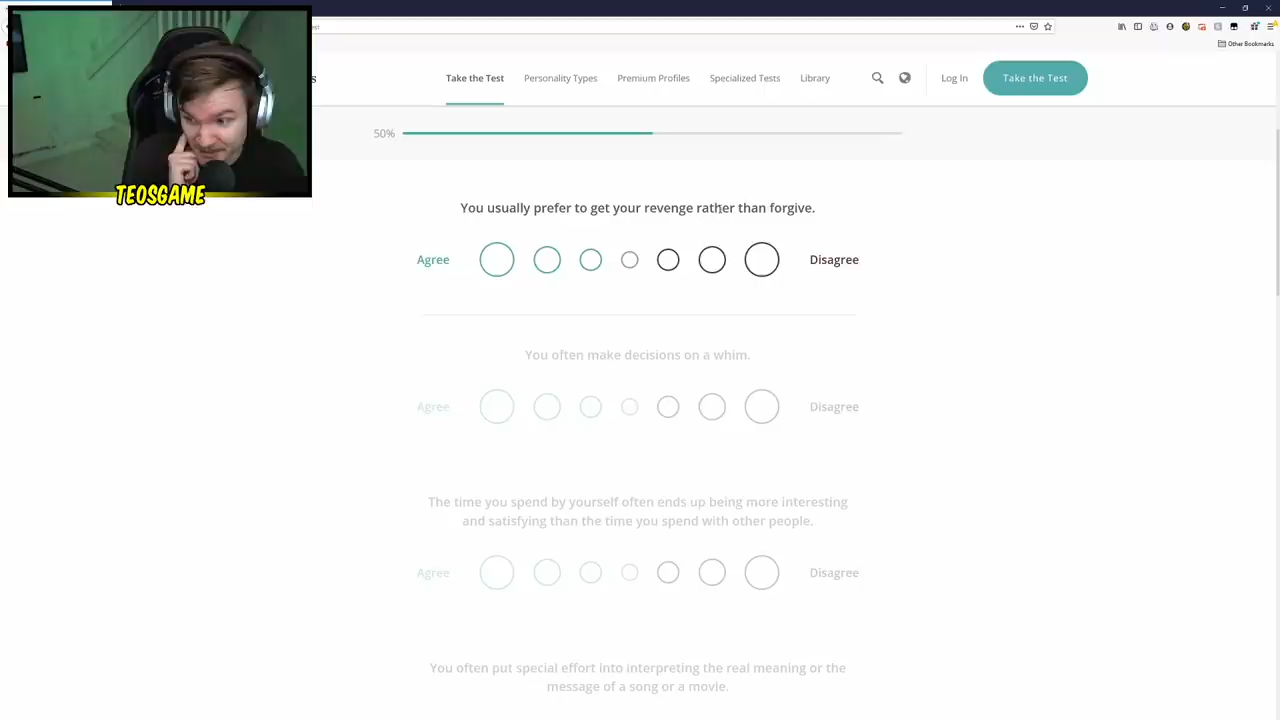 Other Bookmarks
Take the Test
Personality Types
Premium Profiles
Specialized Tests
Library
Log In
Take the Test
50%
TEOSGAME
You usually prefer to get your revenge rather than forgive.
Agree
Disagree
You often make decisions on a whim.
Agree
Disagree
The time you spend by yourself often ends up being more interesting
and satisfying than the time you spend with other people.
Agree
Disagree
You often put special effort into interpreting the real meaning or the
message of a song or a movie.